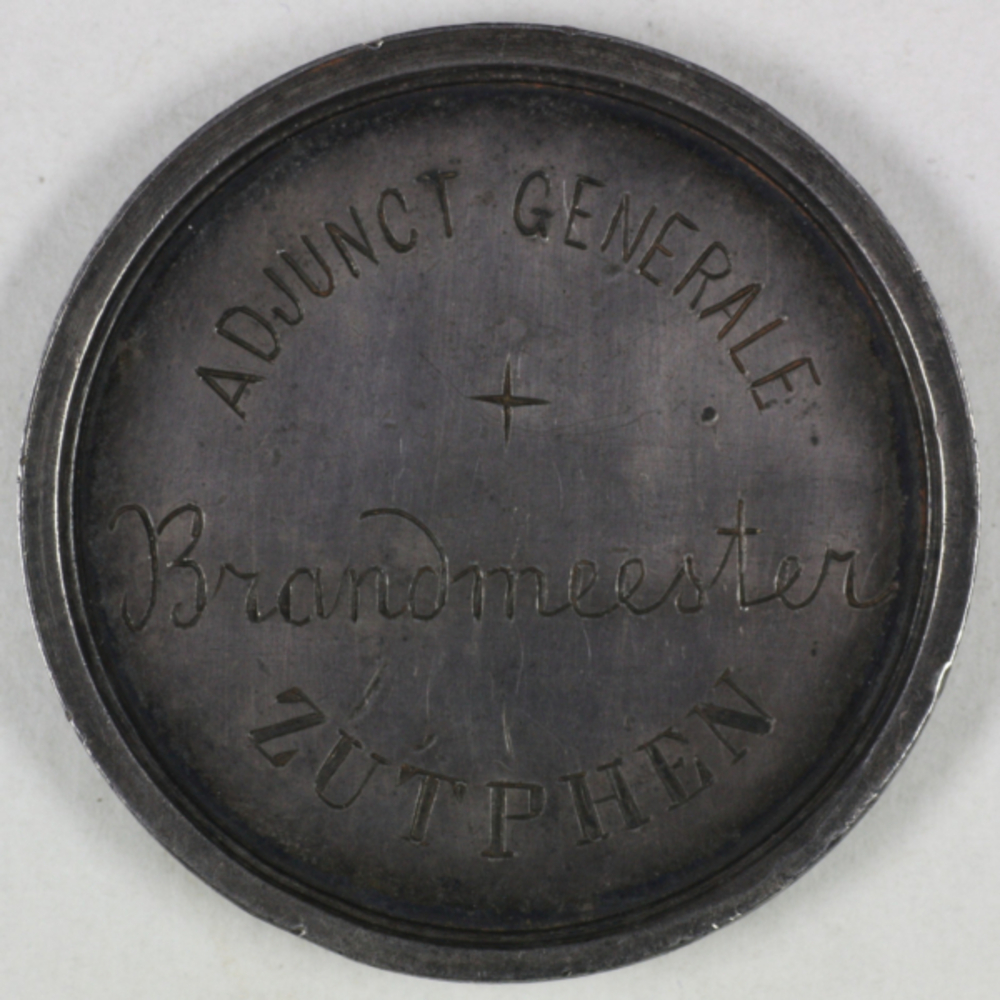 ADJUNCT GENERALE
Brandmeester
ZUTPHEN